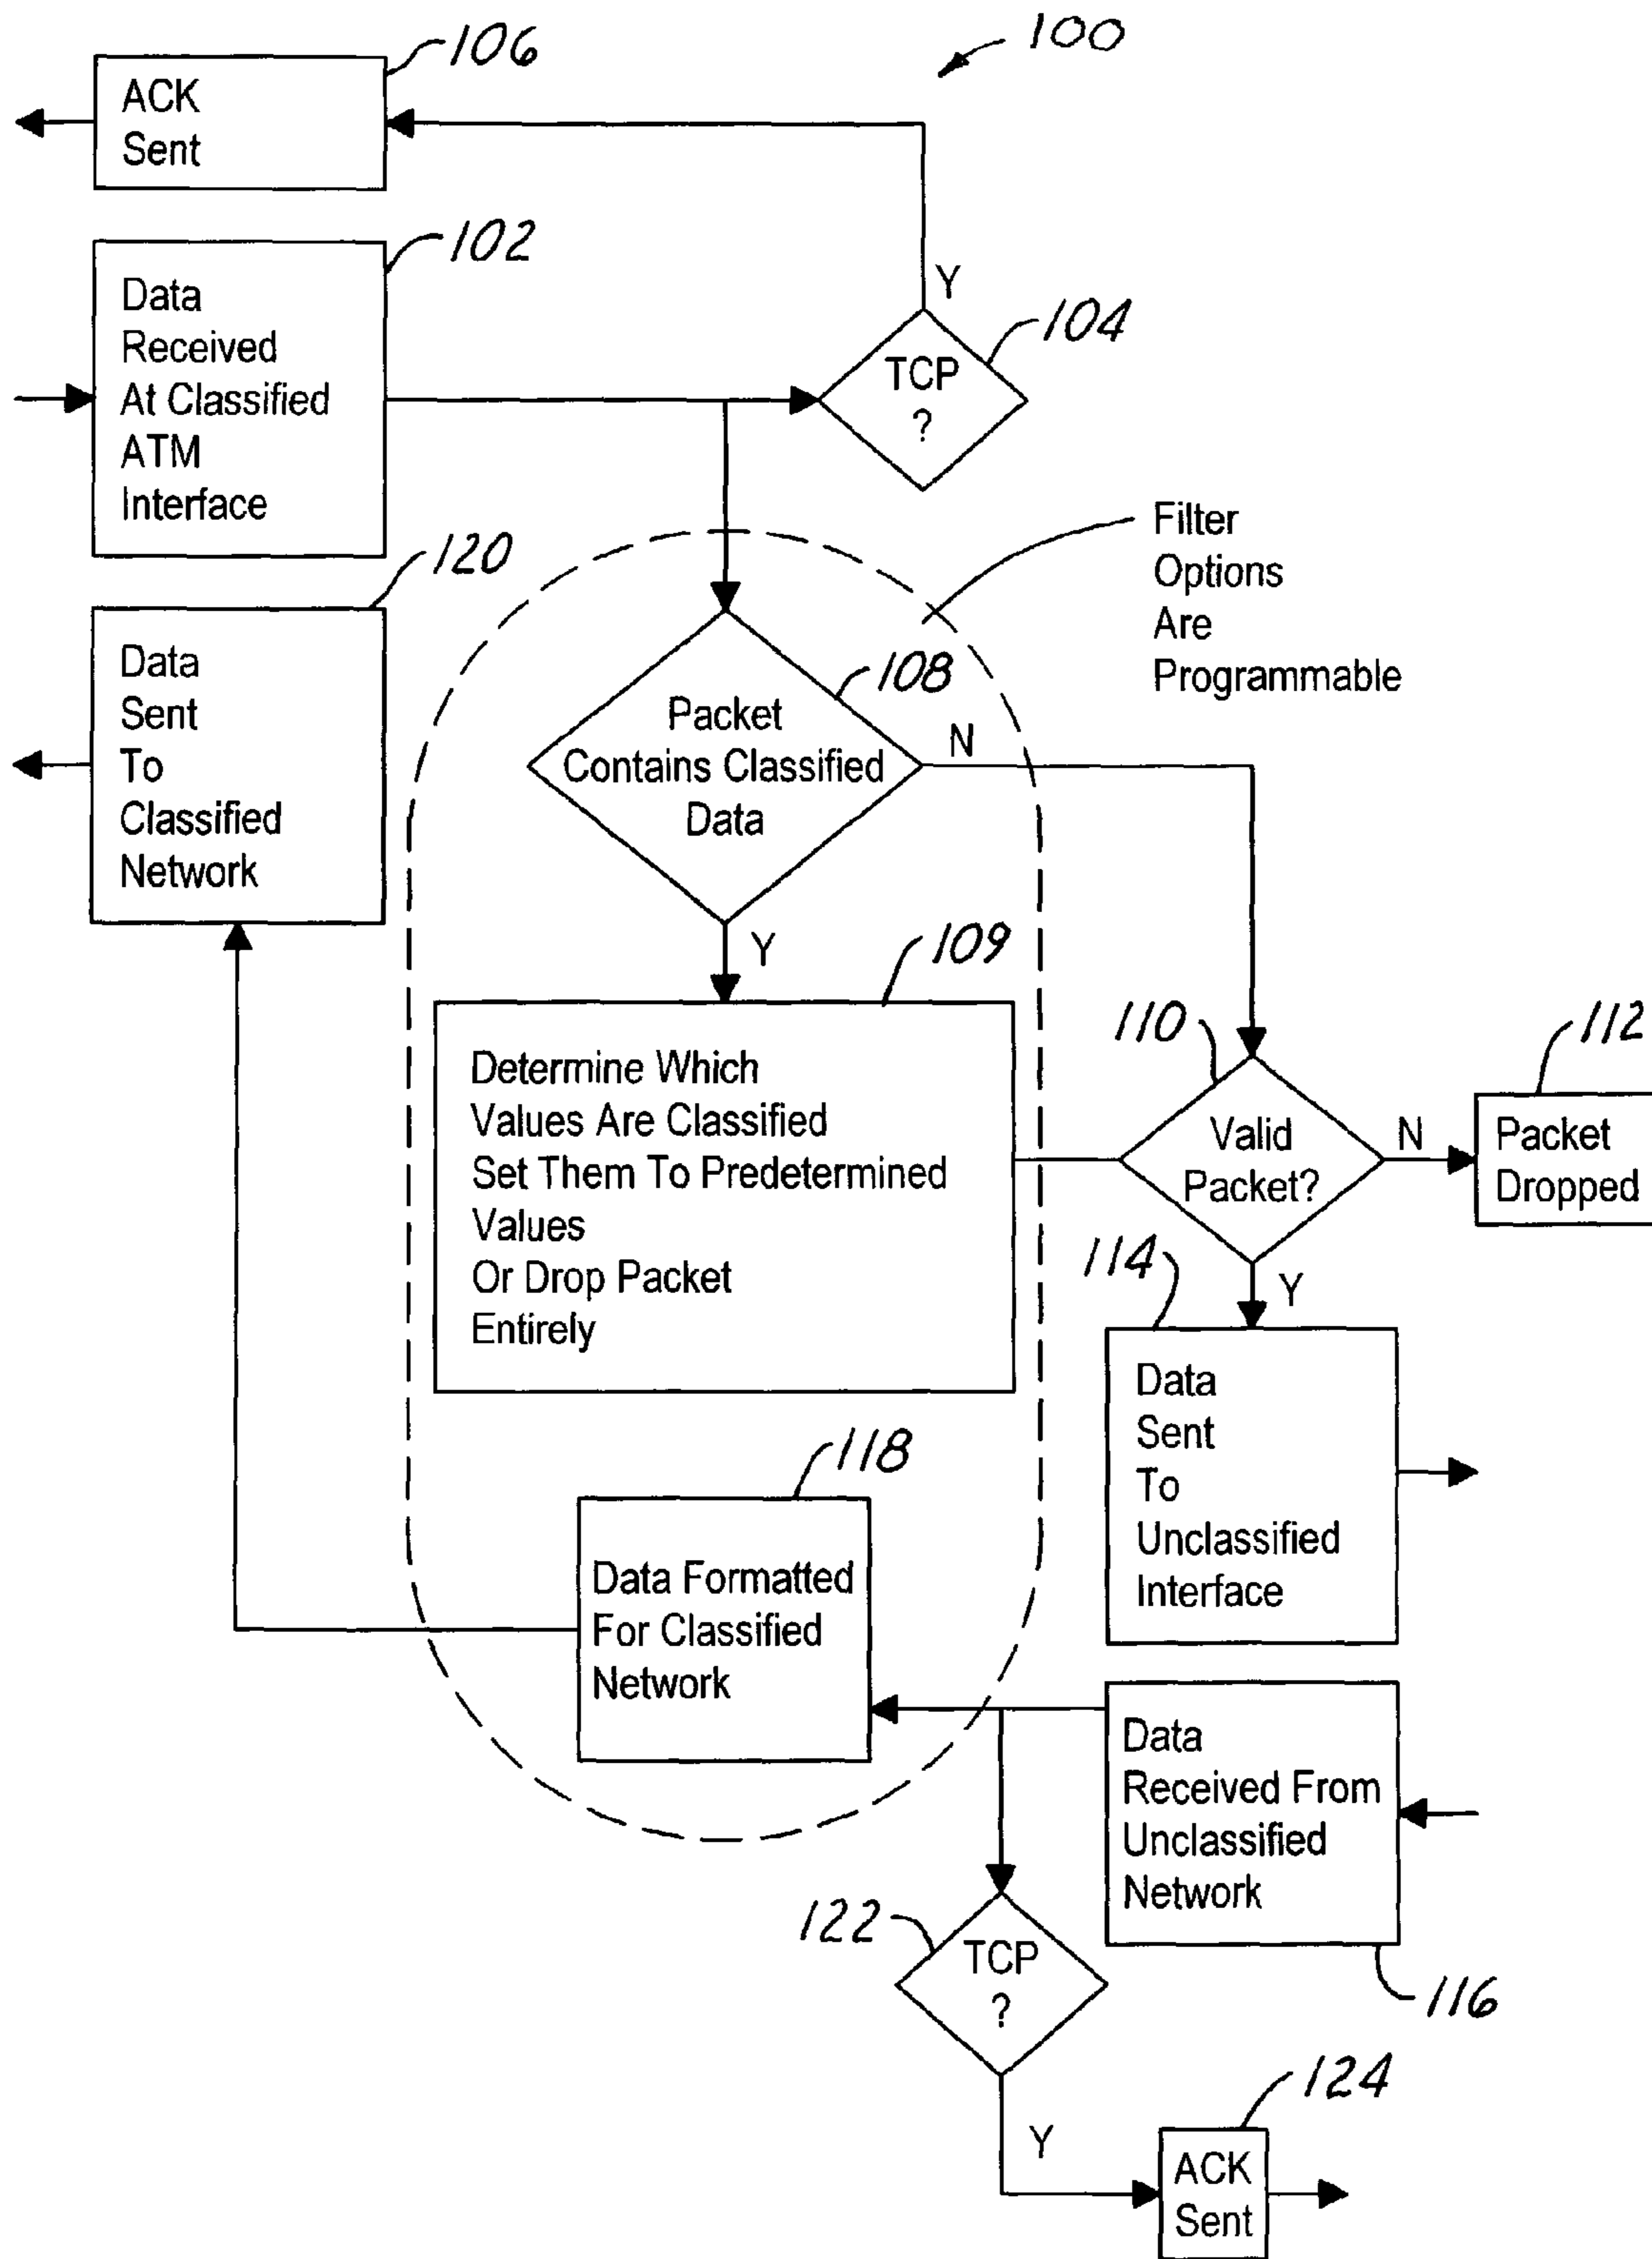 100
106
ACK
Sent
102
Data
Received
At Classified
ATM
Interface
Y
104
TCP
?
120
Data
Sent
To
Classified
Network
Filter
Options
Are
Programmable
108
Packet
Contains Classified
Data
N
Y
109
Determine Which
Values Are Classified
Set Them To Predetermined
Values
Or Drop Packet
Entirely
110
Valid
Packet?
N
112
Packet
Dropped
Y
114
Data
Sent
To
Unclassified
Interface
118
Data Formatted
For Classified
Network
Data
Received From
Unclassified
Network
116
122
TCP
?
Y
124
ACK
Sent